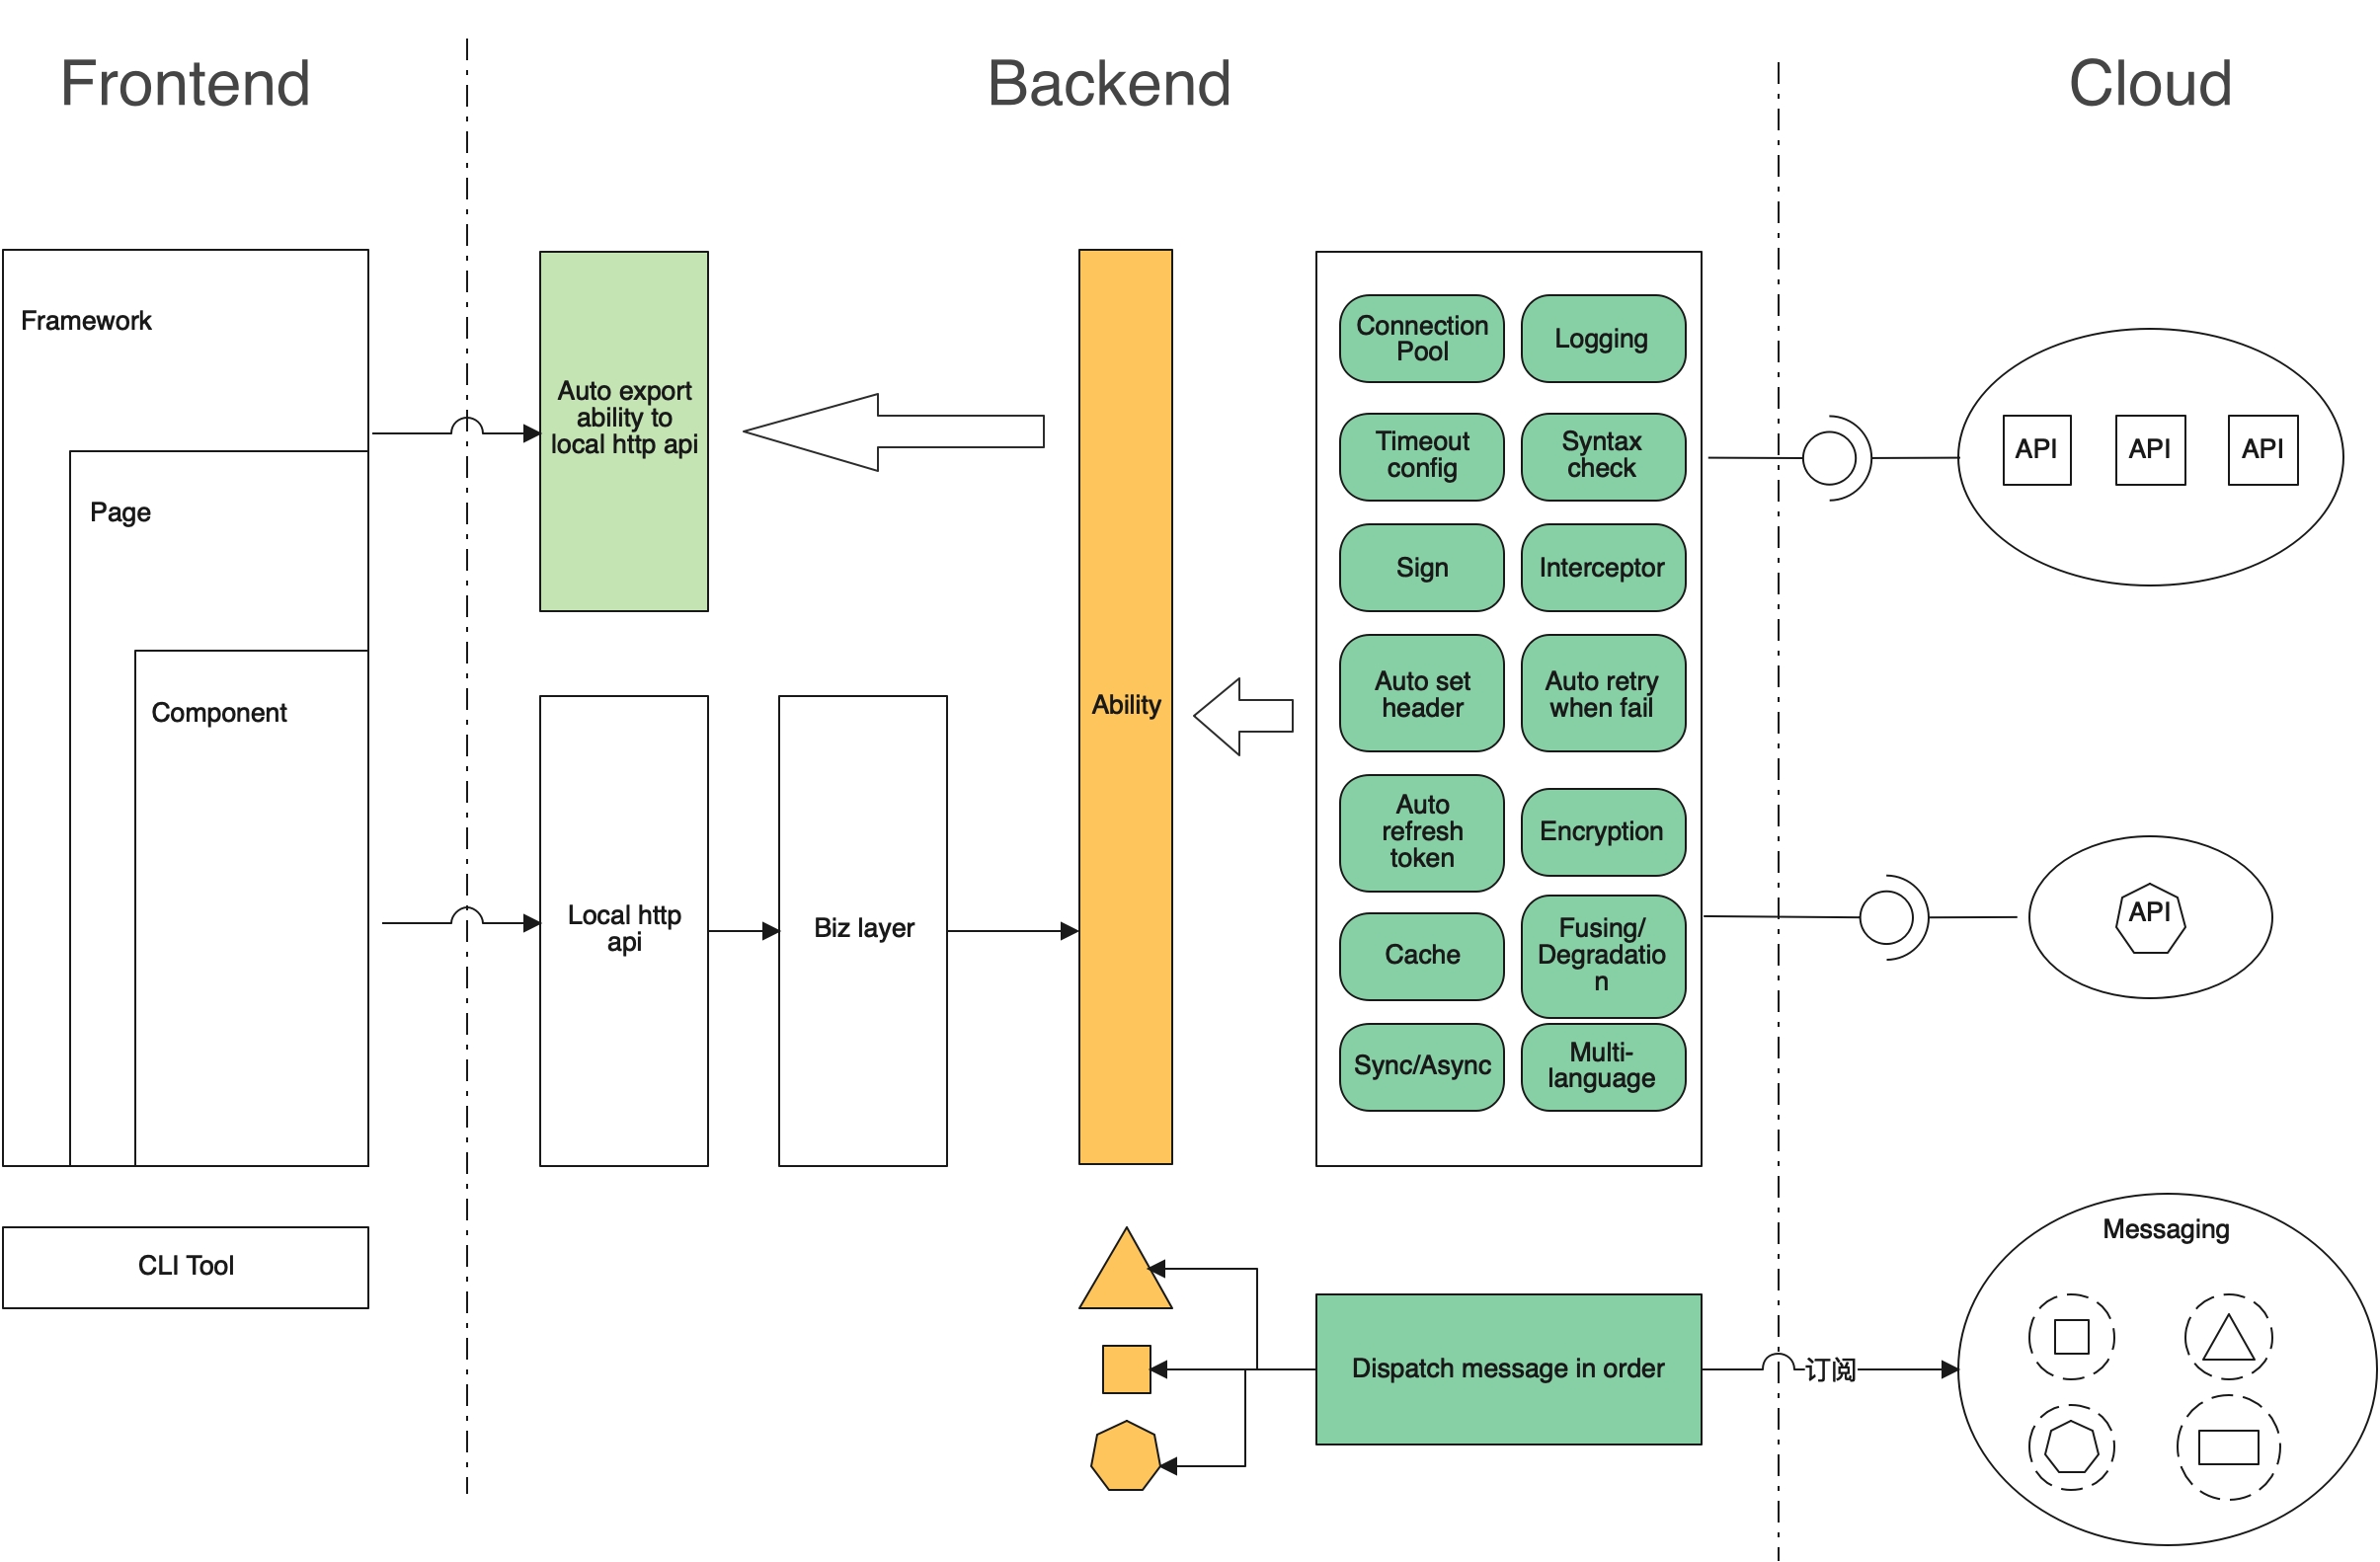 Frontend
Backend
Cloud
Framework
Page
Component
CLI Tool
Auto export
ability to
local http api
Local http
api
Biz layer
Ability
Connection
Pool
Logging
Timeout
config
Syntax
check
Sign
Interceptor
Auto set
header
Auto retry
when fail
Auto
refresh
token
Encryption
Cache
Fusing/
Degradatio
n
Sync/Async
Multi-
language
Dispatch message in order
订阅
API
API
API
API
Messaging